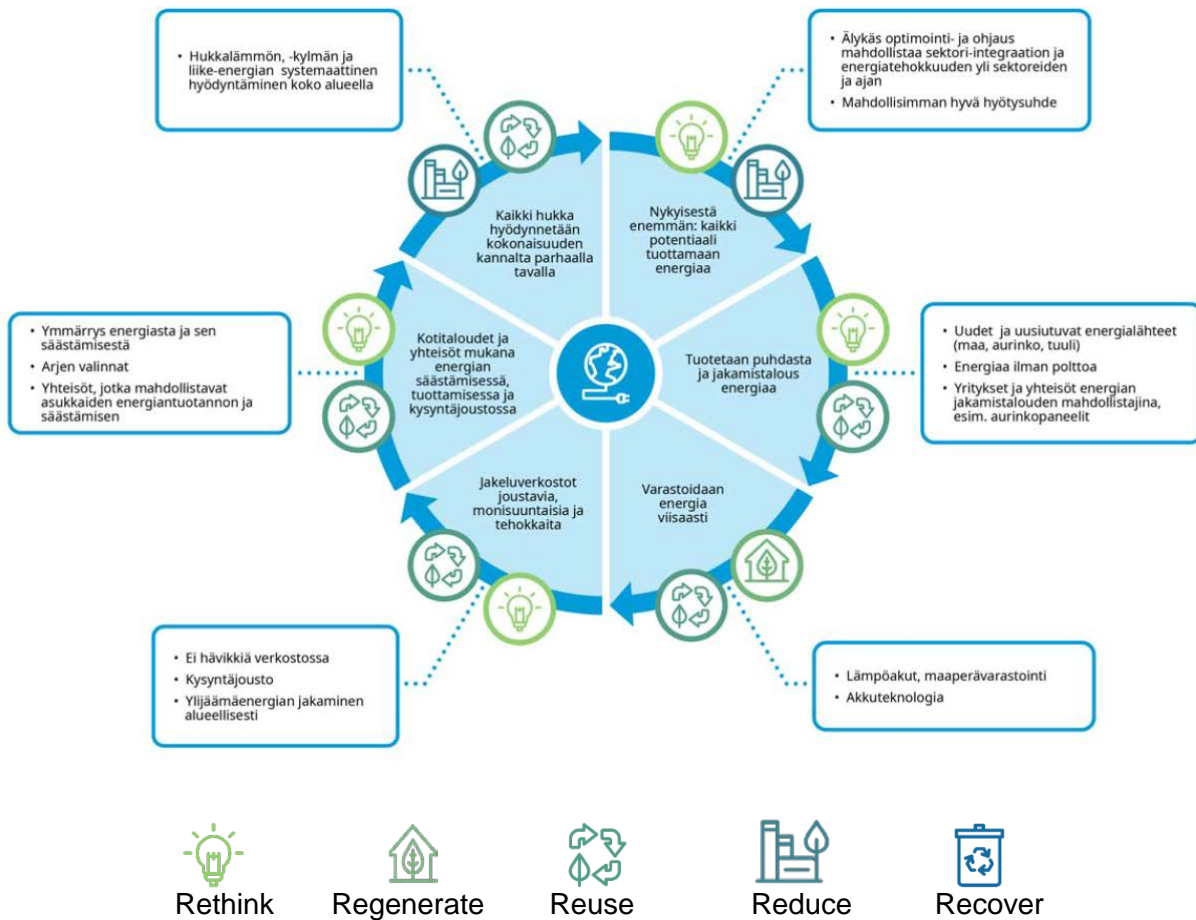 • Hukkalämmön, -kylmän ja
liike-energian systemaattinen
hyödyntäminen koko alueella
• Älykäs optimointi- ja ohjaus
mahdollistaa sektori-integraation ja
energiatehokkuuden yli sektoreiden
ja ajan
• Mahdollisimman hyvä hyötysuhde
Kaikki hukka
hyödynnetään
kokonaisuuden
kannalta parhaalla
tavalla
Nykyisestä
enemmän: kaikki
potentiaali
tuottamaan
energiaa
• Ymmärrys energiasta ja sen
säästämisestä
• Arjen valinnat
• Yhteisöt, jotka mahdollistavat
asukkaiden energiantuotannon ja
säästämisen
Kotitaloudet ja
yhteisöt mukana
energian
säästämisessä,
tuottamisessa ja
kysyntäjoustossa
Tuotetaan puhdasta
ja jakamistalous
energiaa
• Uudet ja uusiutuvat energialähteet
(maa, aurinko, tuuli)
• Energiaa ilman polttoa
• Yritykset ja yhteisöt energian
jakamistalouden mahdollistajina,
esim. aurinkopaneelit
Jakeluverkostot
joustavia,
monisuuntaisia ja
tehokkaita
Varastoidaan
energia
viisaasti
• Ei hävikkiä verkostossa
• Kysyntäjousto
• Ylijäämäenergian jakaminen
alueellisesti
• Lämpöakut, maaperävarastointi
• Akkuteknologia
Rethink Regenerate Reuse Reduce Recover